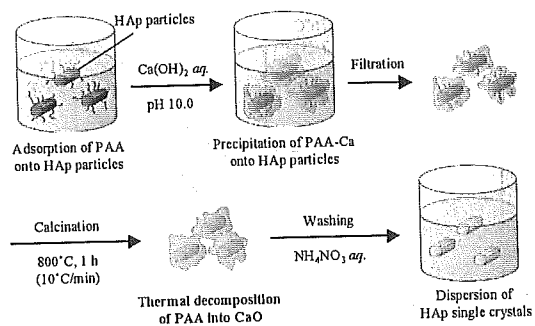 HAp particles
Ca(OH)₂ aq.
pH 10.0
Filtration
Adsorption of PAA
onto HAp particles
Precipitation of PAA-Ca
onto HAp particles
Calcination
800°C, 1 h
(10°C/min)
Washing
NH₄NO₃ aq.
Thermal decomposition
of PAA into CaO
Dispersion of
HAp single crystals